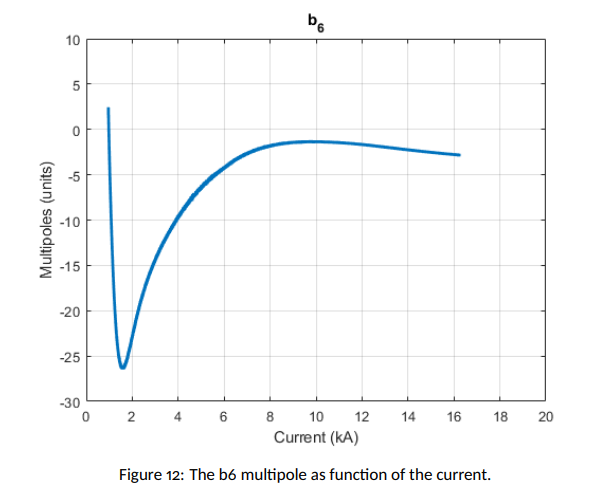 b6
10
5
0
-5
-10
-15
-20
-25
-30
Multipoles (units)
0 2 4 6 8 10 12 14 16 18 20
Current (kA)
Figure 12: The b6 multipole as function of the current.